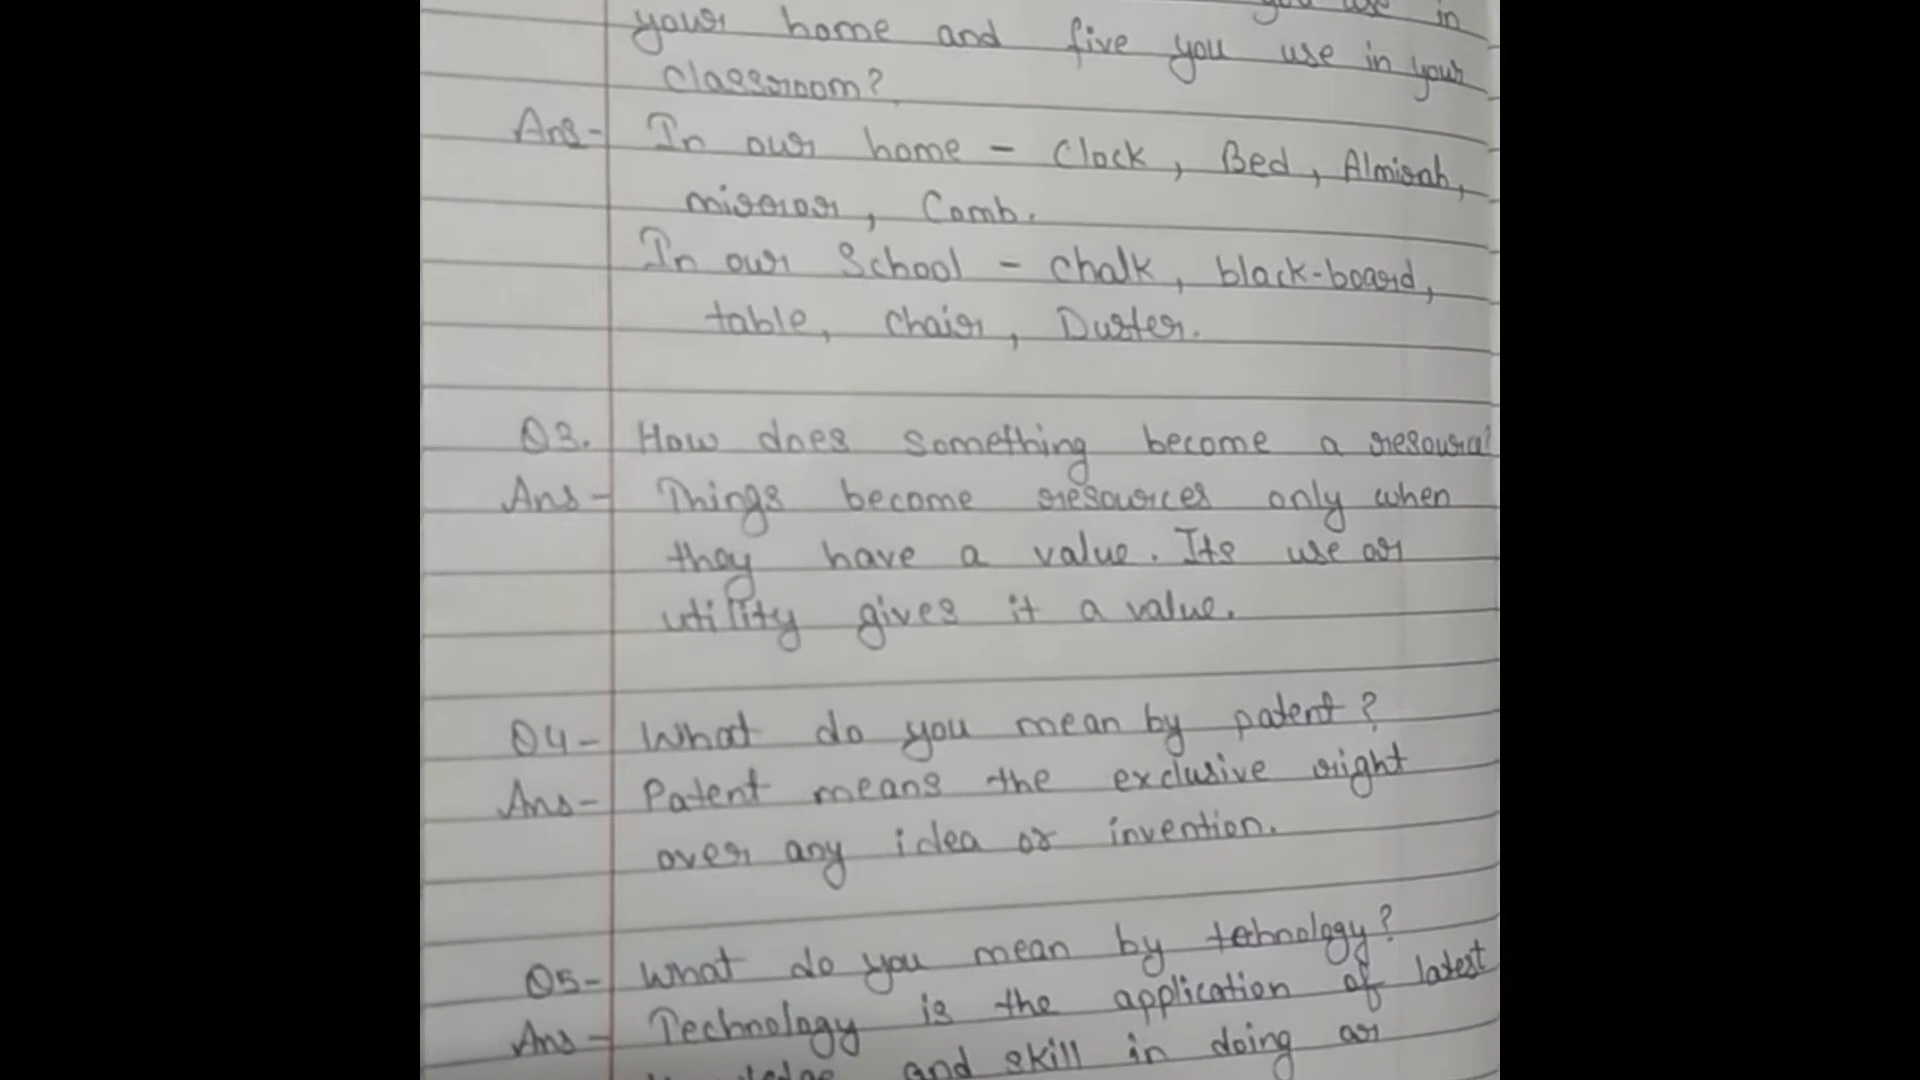 you use in
your home and five you use in your
classroom?
Ans- In our home - Clock, Bed, Almirah,
mirror, Comb.
In our School - chalk, black-board,
table, chair, Duster.
Q3. How does something become a resource?
Ans- Things become resources only when
they have a value. Its use or
utility gives it a value.
Q4- What do you mean by patent?
Ans- Patent means the exclusive right
over any idea or invention.
Q5- What do you mean by technology?
Ans- Technology is the application of latest
and skill in doing or